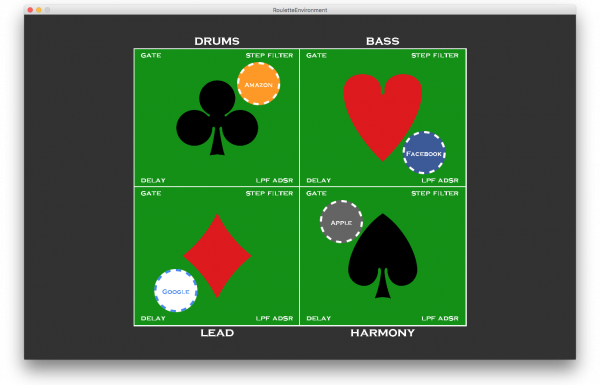 RouletteEnvironment
DRUMS BASS
GATE STEP FILTER GATE STEP FILTER
AMAZON
FACEBOOK
DELAY LPF ADSR DELAY LPF ADSR
GATE STEP FILTER GATE STEP FILTER
APPLE
GOOGLE
DELAY LPF ADSR DELAY LPF ADSR
LEAD HARMONY